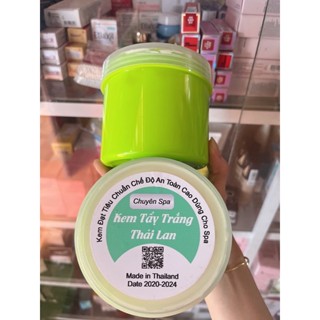 Kem Đạt Tiêu Chuẩn Chế Độ An Toàn Cao Dùng Cho Spa
Chuyên Spa
Kem Tẩy Trắng
Thái Lan
Made in Thailand
Date 2020-2024